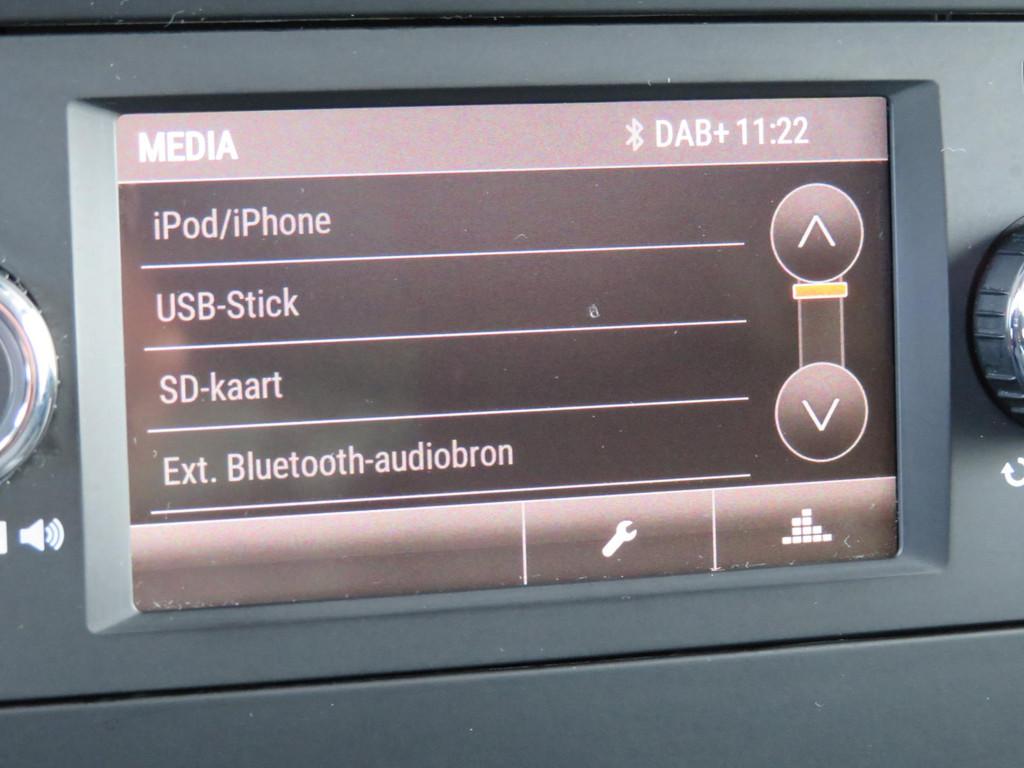 MEDIA
DAB+ 11:22
iPod/iPhone
USB-Stick
SD-kaart
Ext. Bluetooth-audiobron